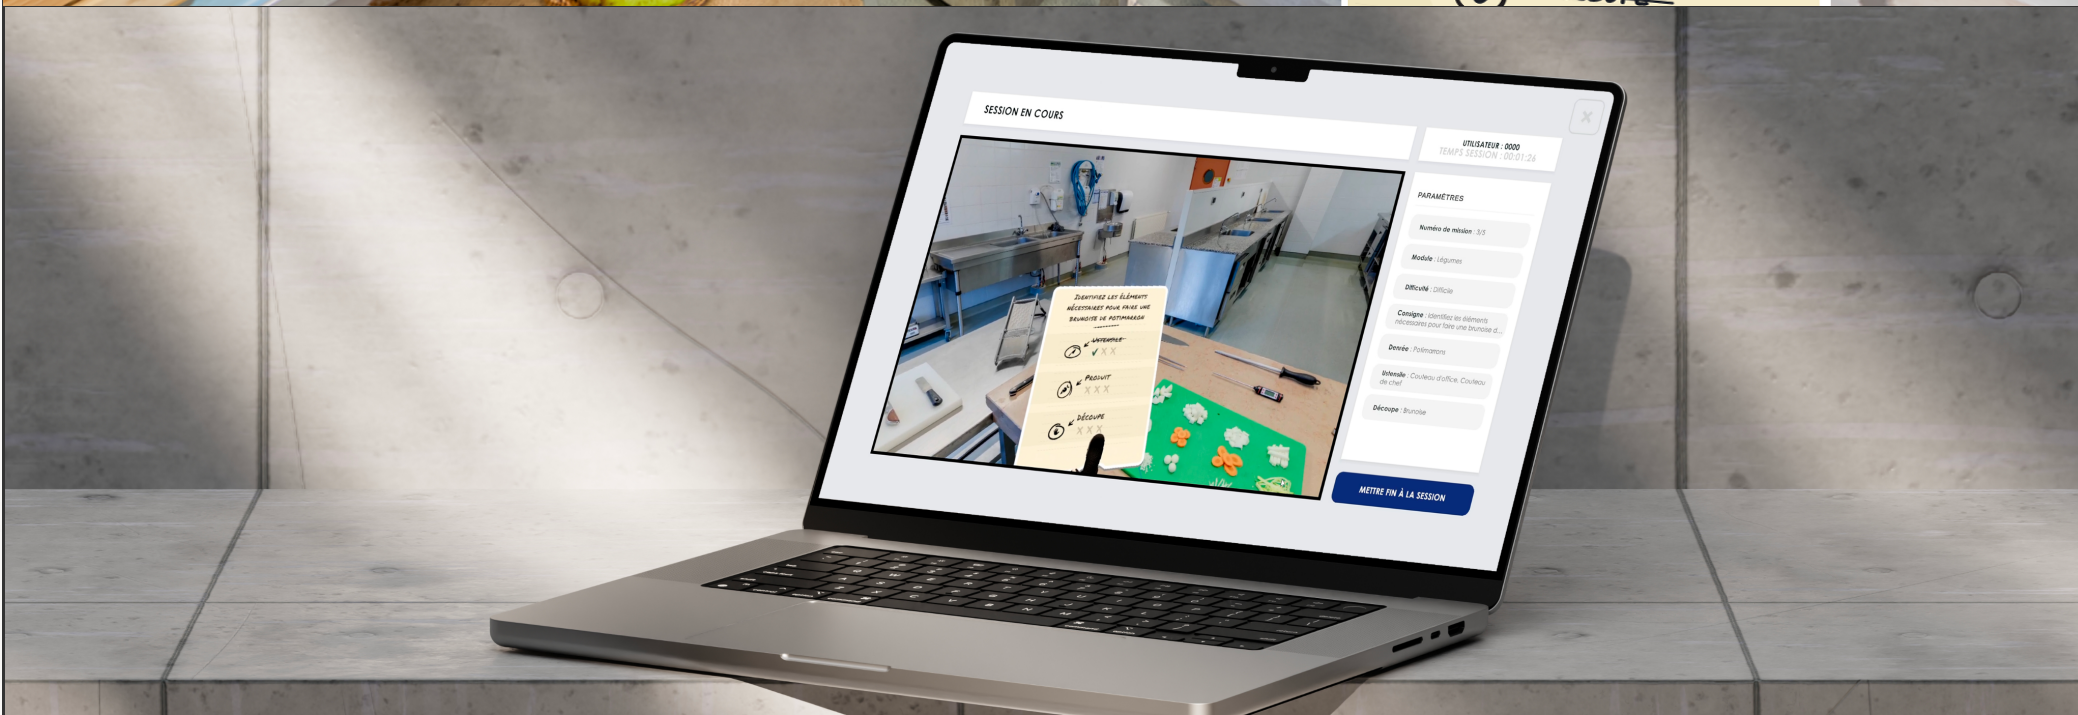 SESSION EN COURS
UTILISATEUR : 0000
TEMPS SESSION : 00:01:26
PARAMÈTRES
Numéro de mission : 5/5
Module : Légumes
Difficulté : Difficile
Consigne : Identifiez les éléments
nécessaires pour faire une brunoise d...
Denrée : Potimarrons
Ustensile : Couteau d'office, Couteau
de chef
Découpe : Brunoise
METTRE FIN À LA SESSION
IDENTIFIEZ LES ÉLÉMENTS
NÉCESSAIRES POUR FAIRE UNE
BRUNOISE DE POTIMARRON
USTENSILE
✓ X X
PRODUIT
X X X
DÉCOUPE
X X X